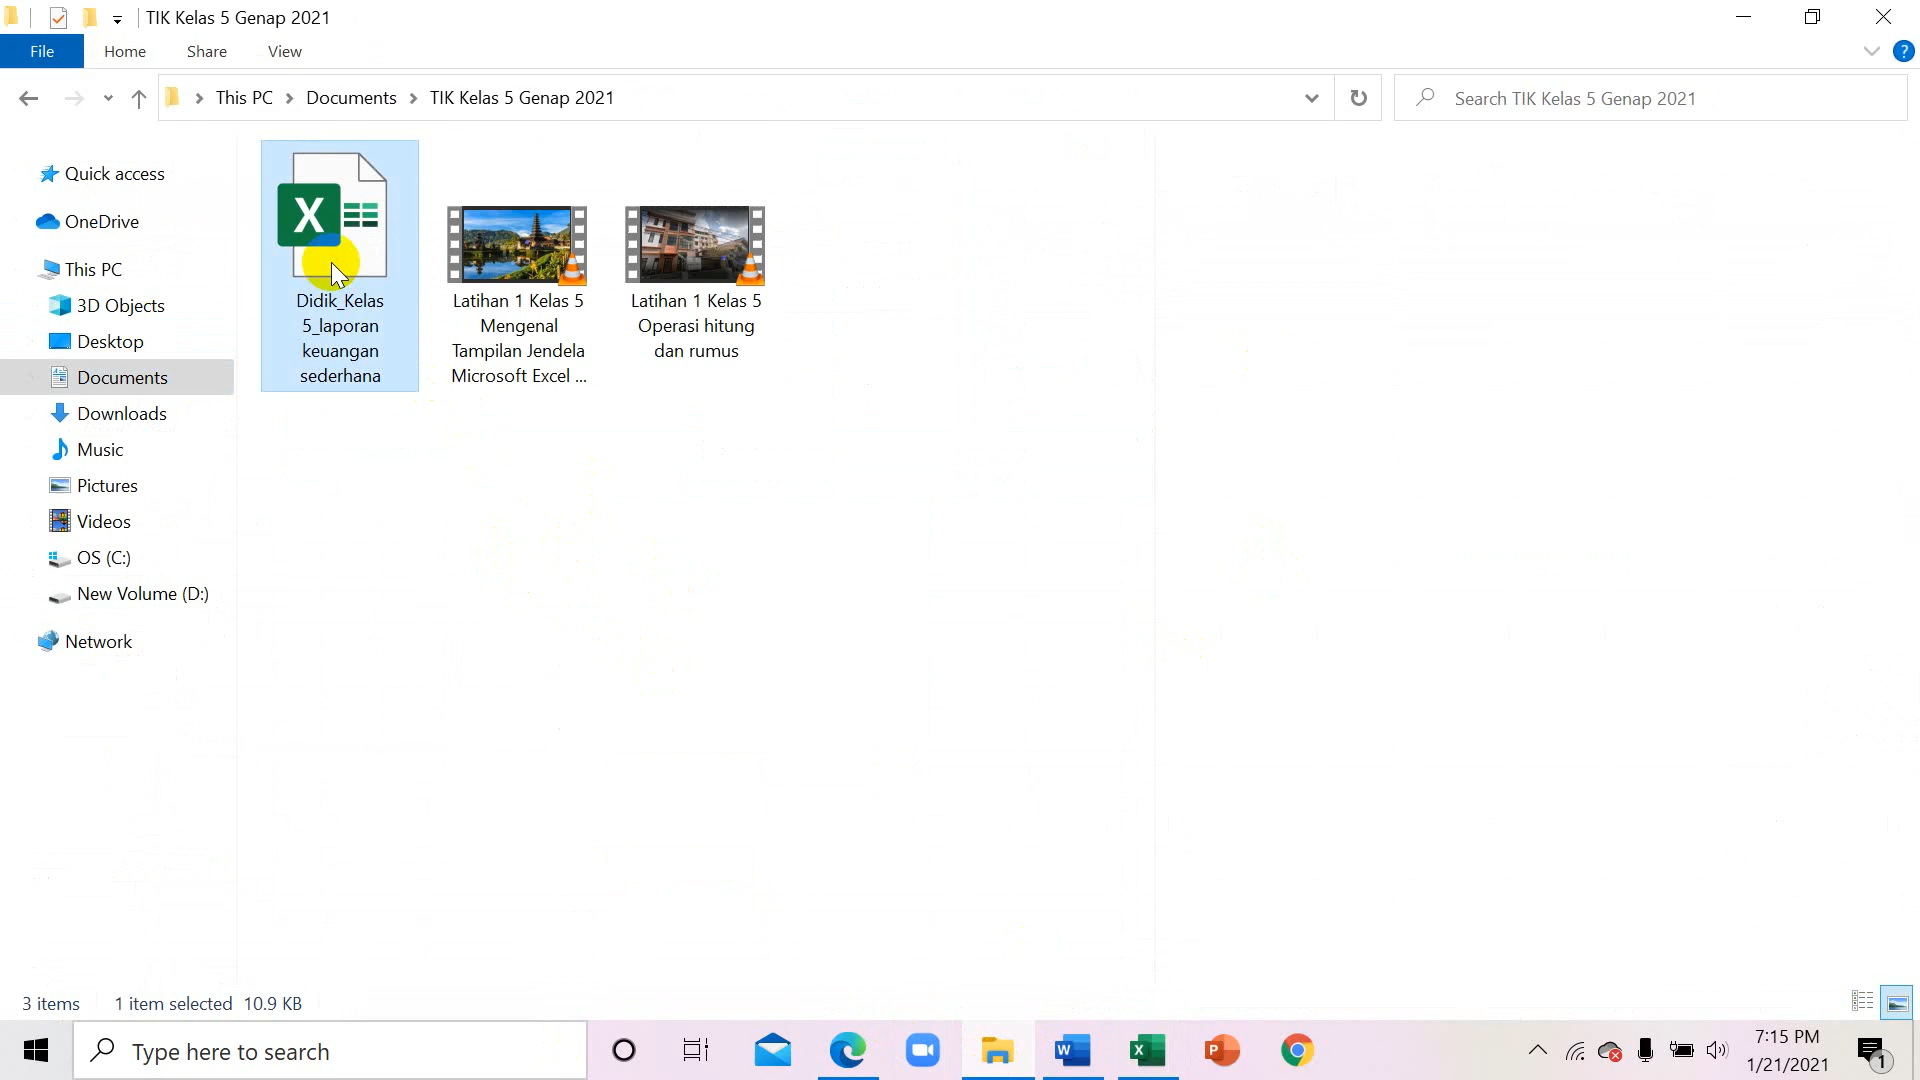 TIK Kelas 5 Genap 2021
File Home Share View
This PC Documents TIK Kelas 5 Genap 2021
Search TIK Kelas 5 Genap 2021
Quick access
OneDrive
This PC
3D Objects
Desktop
Documents
Downloads
Music
Pictures
Videos
OS (C:)
New Volume (D:)
Network
X
Didik_Kelas
5_laporan
keuangan
sederhana
Latihan 1 Kelas 5
Mengenal
Tampilan Jendela
Microsoft Excel ...
Latihan 1 Kelas 5
Operasi hitung
dan rumus
3 items 1 item selected 10.9 KB
Type here to search
W
X
P
7:15 PM
1/21/2021
1